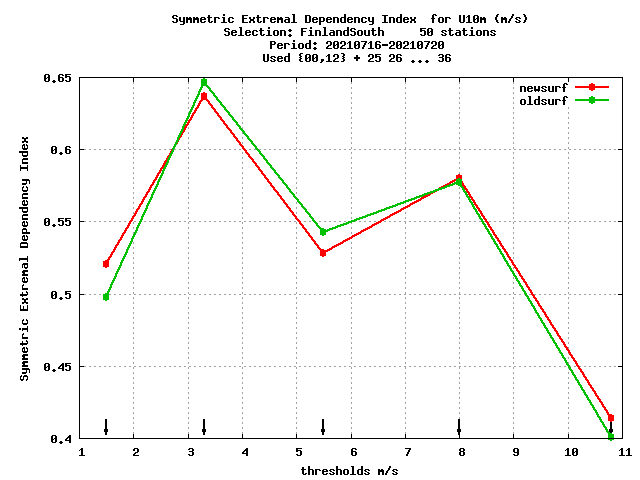 Symmetric Extremal Dependency Index  for U10m (m/s)
Selection: FinlandSouth     50 stations
Period: 20210716-20210720
Used {00,12} + 25 26 ... 36
newsurf
oldsurf
Symmetric Extremal Dependency Index
0.65
0.6
0.55
0.5
0.45
0.4
1 2 3 4 5 6 7 8 9 10 11
thresholds m/s